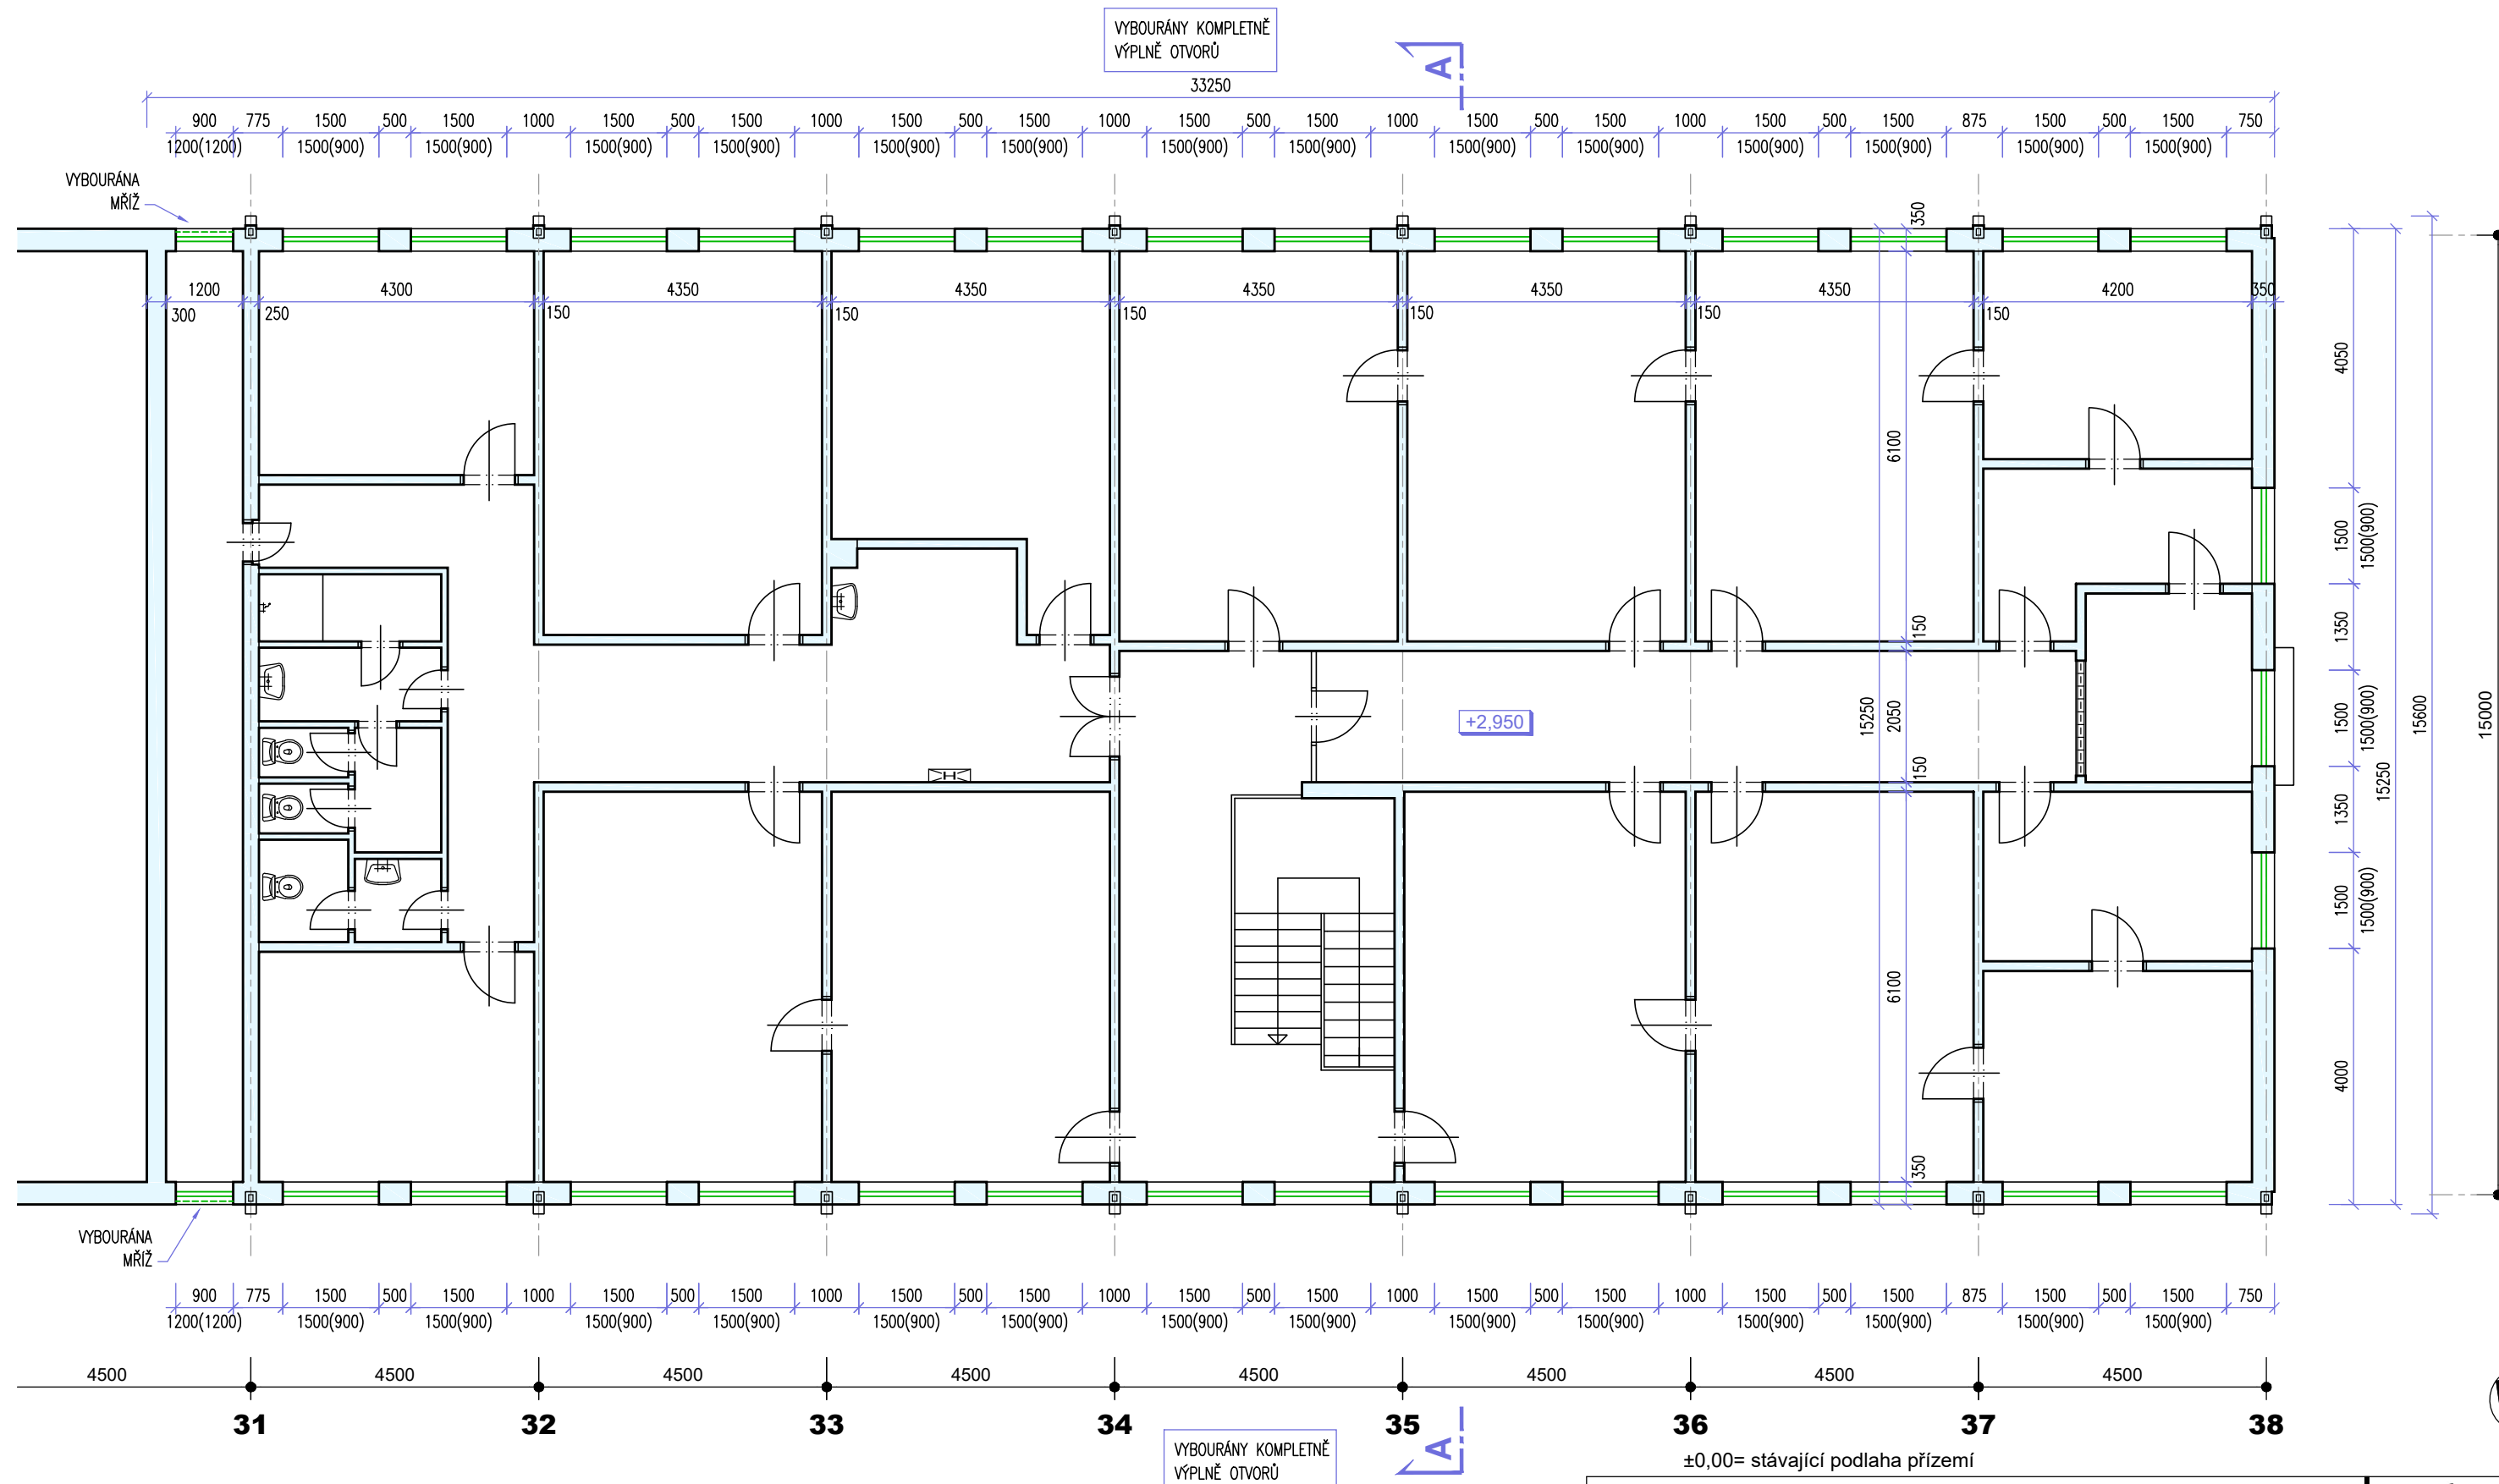 VYBOURÁNY KOMPLETNĚ
VÝPLNĚ OTVORŮ
A
33250
900 775 1500 500 1500 1000 1500 500 1500 1000 1500 500 1500 1000 1500 500 1500 1000 1500 500 1500 1000 1500 500 1500 875 1500 500 1500 750
1200(1200) 1500(900) 1500(900) 1500(900) 1500(900) 1500(900) 1500(900) 1500(900) 1500(900) 1500(900) 1500(900) 1500(900) 1500(900) 1500(900) 1500(900)
VYBOURÁNA
MŘÍŽ
350
1200 4300 4350 4350 4350 4350 4350 4200 350
300 250 150 150 150 150 150 150
4050
6100
1500
1500(900)
150
1350
+2,950
15250
2050
1500
1500(900)
15250
15600
15000
150
1350
1500
1500(900)
6100
4000
350
VYBOURÁNA
MŘÍŽ
900 775 1500 500 1500 1000 1500 500 1500 1000 1500 500 1500 1000 1500 500 1500 1000 1500 500 1500 1000 1500 500 1500 875 1500 500 1500 750
1200(1200) 1500(900) 1500(900) 1500(900) 1500(900) 1500(900) 1500(900) 1500(900) 1500(900) 1500(900) 1500(900) 1500(900) 1500(900) 1500(900) 1500(900)
4500 4500 4500 4500 4500 4500 4500 4500
31 32 33 34 35 36 37 38
VYBOURÁNY KOMPLETNĚ
VÝPLNĚ OTVORŮ
A
±0,00= stávající podlaha přízemí